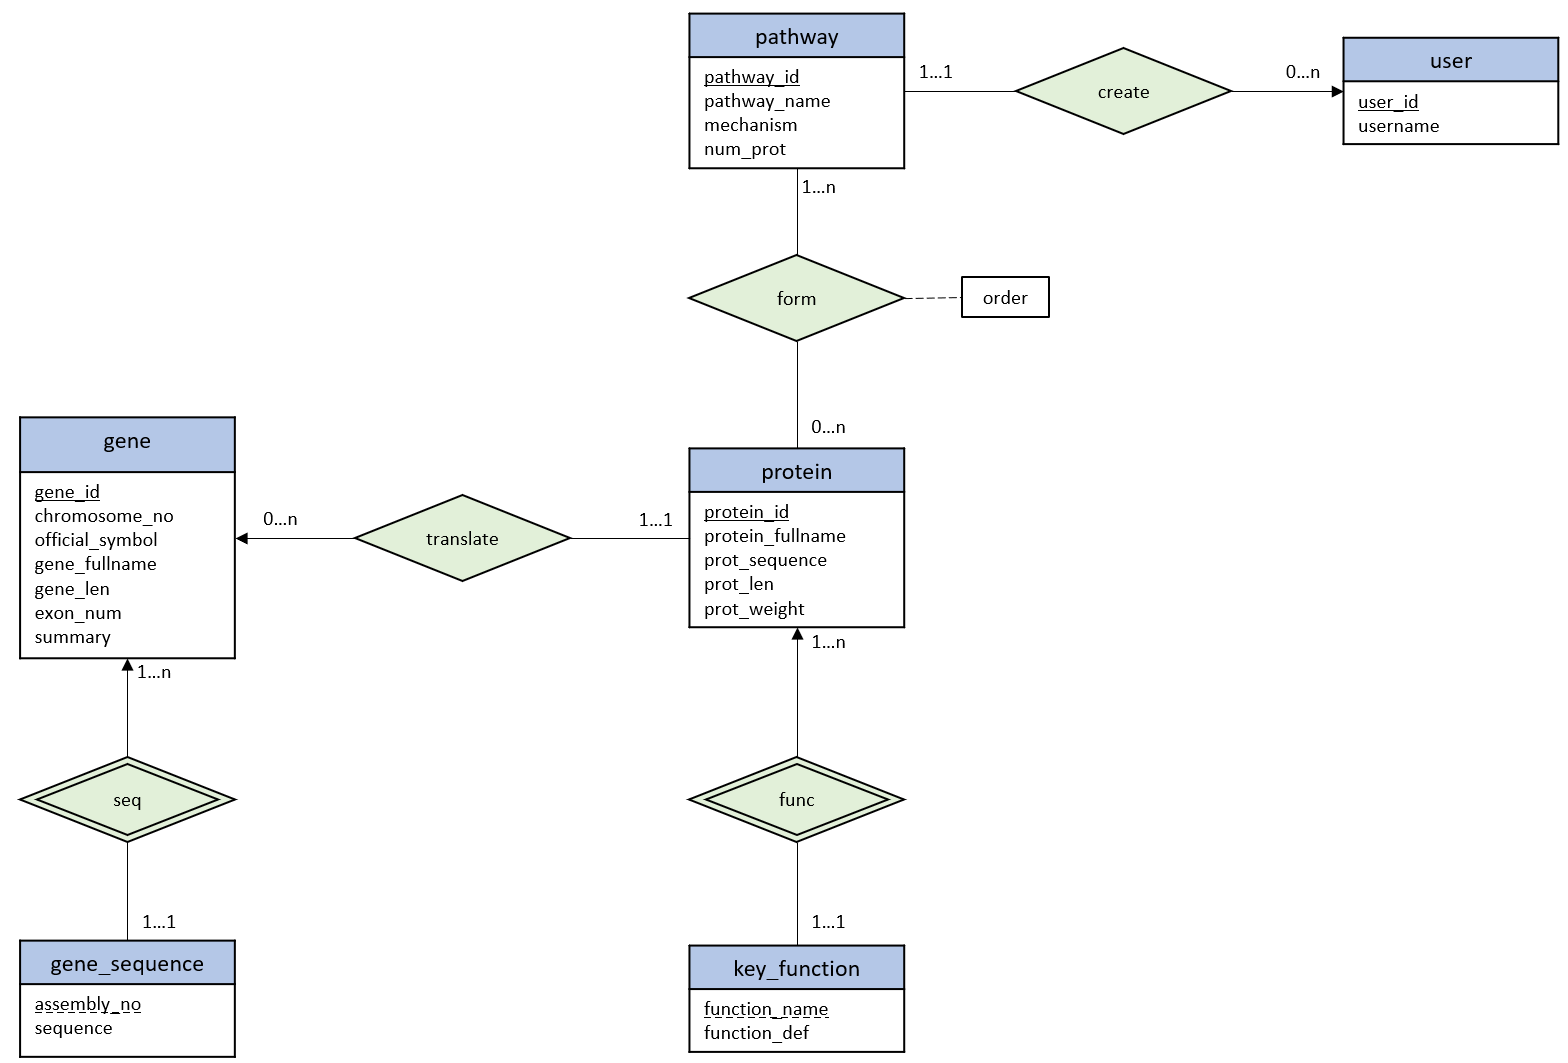 pathway
pathway_id
pathway_name
mechanism
num_prot
1...1
create
0...n
user
user_id
username
1...n
form
order
0...n
gene
gene_id
chromosome_no
official_symbol
gene_fullname
gene_len
exon_num
summary
0...n
translate
1...1
protein
protein_id
protein_fullname
prot_sequence
prot_len
prot_weight
1...n
seq
1...1
gene_sequence
assembly_no
sequence
1...n
func
1...1
key_function
function_name
function_def